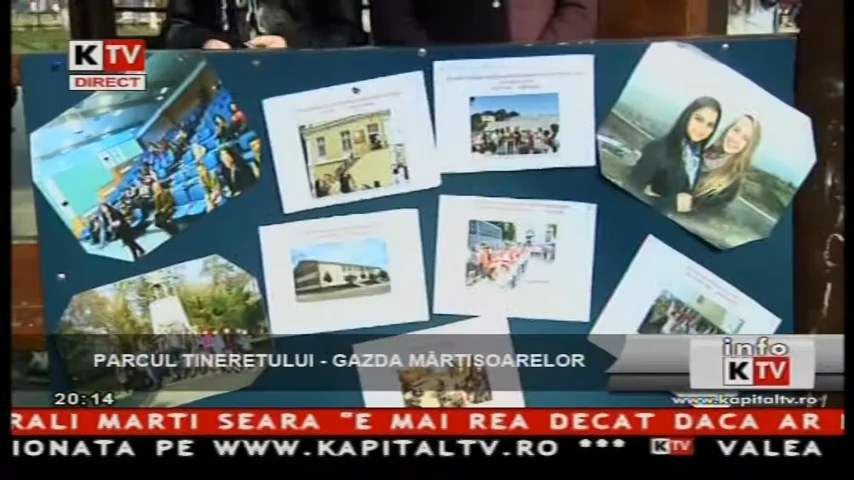 KTV
DIRECT
PARCUL TINERETULUI - GAZDA MĂRȚIȘOARELOR
info
KTV
www.kapitaltv.ro
20:14
RALI MARTI SEARA "E MAI REA DECAT DACA AR
IONATA PE WWW.KAPITALTV.RO *** KTV VALEA